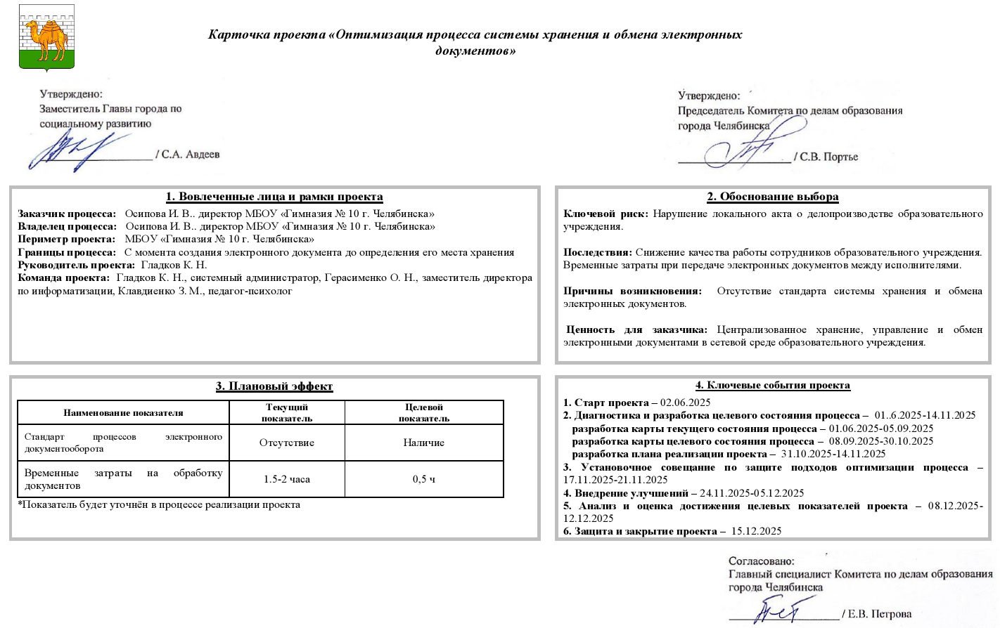 Карточка проекта «Оптимизация процесса системы хранения и обмена электронных
документов»
Утверждено:
Заместитель Главы города по
социальному развитию
/ С.А. Авдеев
Утверждено:
Председатель Комитета по делам образования
города Челябинска
/ С.В. Портье
1. Вовлеченные лица и рамки проекта
Заказчик процесса: Осипова И. В.. директор МБОУ «Гимназия № 10 г. Челябинска»
Владелец процесса: Осипова И. В.. директор МБОУ «Гимназия № 10 г. Челябинска»
Периметр проекта: МБОУ «Гимназия № 10 г. Челябинска»
Границы процесса: С момента создания электронного документа до определения его места хранения
Руководитель проекта: Гладков К. Н.
Команда проекта: Гладков К. Н., системный администратор, Герасименко О. Н., заместитель директора
по информатизации, Клавдиенко З. М., педагог-психолог
2. Обоснование выбора
Ключевой риск: Нарушение локального акта о делопроизводстве образовательного
учреждения.
Последствия: Снижение качества работы сотрудников образовательного учреждения.
Временные затраты при передаче электронных документов между исполнителями.
Причины возникновения: Отсутствие стандарта системы хранения и обмена
электронных документов.
Ценность для заказчика: Централизованное хранение, управление и обмен
электронными документами в сетевой среде образовательного учреждения.
3. Плановый эффект
Наименование показателя
Текущий
показатель
Целевой
показатель
Стандарт процессов электронного
документооборота
Отсутствие
Наличие
Временные затраты на обработку
документов
1.5-2 часа
0,5 ч
*Показатель будет уточнён в процессе реализации проекта
4. Ключевые события проекта
1. Старт проекта – 02.06.2025
2. Диагностика и разработка целевого состояния процесса – 01..6.2025-14.11.2025
разработка карты текущего состояния процесса – 01.06.2025-05.09.2025
разработка карты целевого состояния процесса – 08.09.2025-30.10.2025
разработка плана реализации проекта – 31.10.2025-14.11.2025
3. Установочное совещание по защите подходов оптимизации процесса –
17.11.2025-21.11.2025
4. Внедрение улучшений – 24.11.2025-05.12.2025
5. Анализ и оценка достижения целевых показателей проекта – 08.12.2025-
12.12.2025
6. Защита и закрытие проекта – 15.12.2025
Согласовано:
Главный специалист Комитета по делам образования
города Челябинска
/ Е.В. Петрова